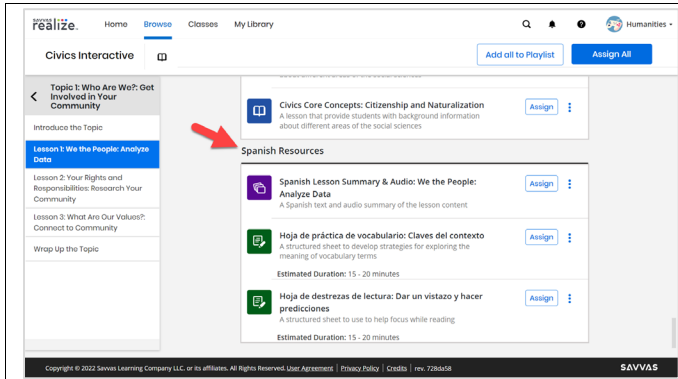 SAVVAS
realize.
Home Browse Classes My Library
Humanities
Civics Interactive
Add all to Playlist
Assign All
Topic 1: Who Are We?: Get
Involved in Your
Community
Introduce the Topic
Lesson 1: We the People: Analyze
Data
Lesson 2: Your Rights and
Responsibilities: Research Your
Community
Lesson 3: What Are Our Values?:
Connect to Community
Wrap Up the Topic
Civics Core Concepts: Citizenship and Naturalization
Assign
A lesson that provide students with background information
about different areas of the social sciences
Spanish Resources
Spanish Lesson Summary & Audio: We the People:
Analyze Data
Assign
A Spanish text and audio summary of the lesson content
Hoja de práctica de vocabulario: Claves del contexto
Assign
A structured sheet to develop strategies for exploring the
meaning of vocabulary terms
Estimated Duration: 15 - 20 minutes
Hoja de destrezas de lectura: Dar un vistazo y hacer
predicciones
Assign
A structured sheet to use to help focus while reading
Estimated Duration: 15 - 20 minutes
Copyright © 2022 Savvas Learning Company LLC. or its affiliates. All Rights Reserved. User Agreement | Privacy Policy | Credits | rev. 728da58
SAVVAS